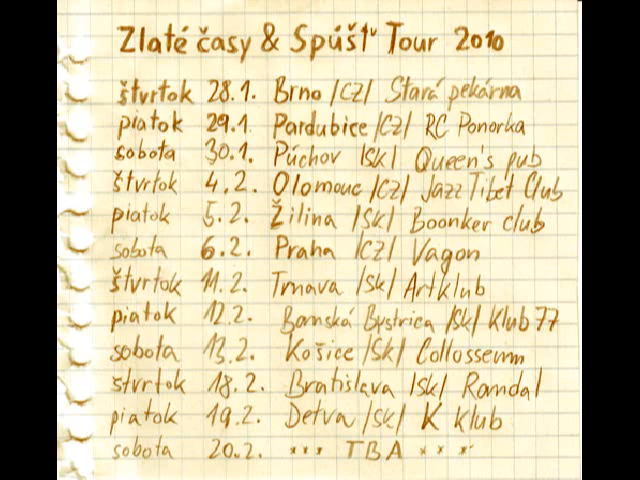 Zlaté časy & Spúšť Tour 2010
štvrtok 28.1. Brno /CZ/ Stará pekárna
piatok 29.1 Pardubice /CZ/ RC Ponorka
sobota 30.1. Púchov /SK/ Queen's pub
štvrtok 4.2. Olomouc /CZ/ Jazz Tibet Club
piatok 5.2. Žilina /SK/ Boonker club
sobota 6.2. Praha /CZ/ Vagon
štvrtok 11.2. Trnava /SK/ Artklub
piatok 12.2. Banská Bystrica /SK/ Klub 77
sobota 13.2. Košice /SK/ Collosseum
štvrtok 18.2. Bratislava /SK/ Randal
piatok 19.2. Detva /SK/ K klub
sobota 20.2. *** TBA ***